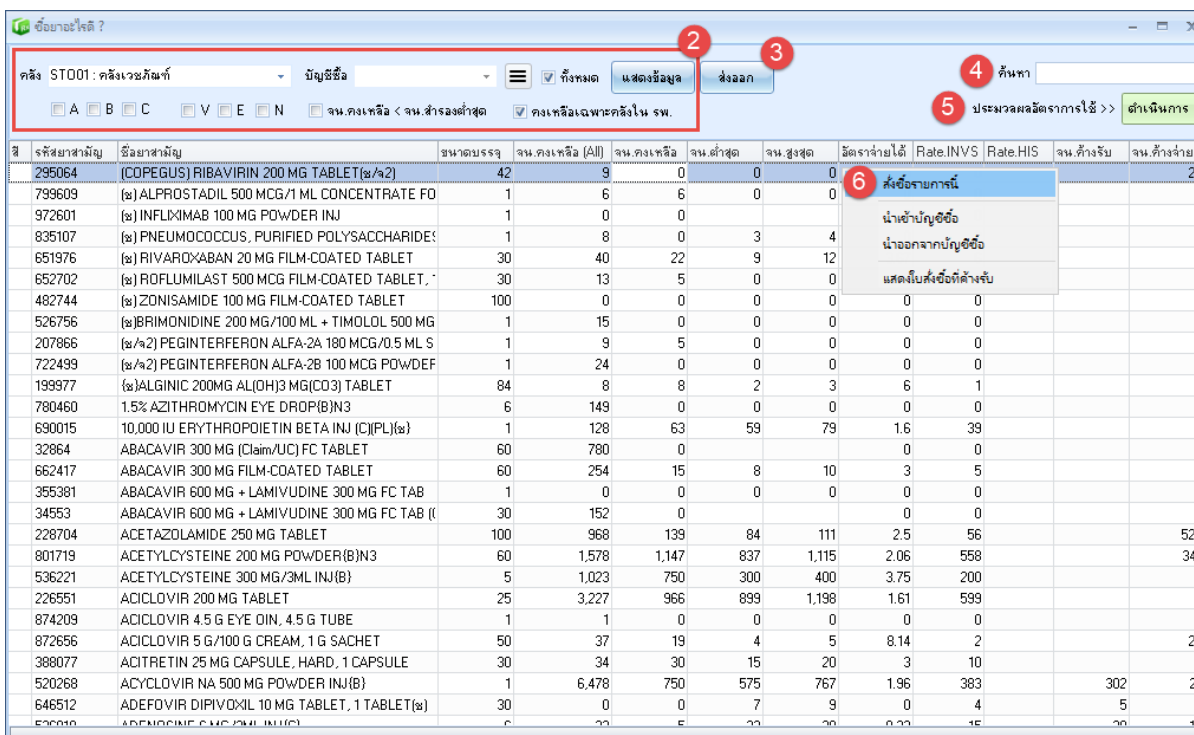 ซื้อยาอะไรดี ?
2
3
คลัง ST001 : คลังเวชภัณฑ์ บัญชีซื้อ ทั้งหมด แสดงข้อมูล ส่งออก
4 ค้นหา
A B C V E N จน.คงเหลือ < จน.สำรองต่ำสุด คงเหลือเฉพาะคลังใน รพ.
5 ประมวลผลอัตราการใช้ >> ดำเนินการ
สี รหัสยาสามัญ ชื่อยาสามัญ ขนาดบรรจุ จน.คงเหลือ (All) จน.คงเหลือ จน.ต่ำสุด จน.สูงสุด อัตราจ่ายได้ Rate.INVS Rate.HIS จน.ค้างรับ จน.ค้างจ่าย
295064 (COPEGUS) RIBAVIRIN 200 MG TABLET(ย/จ2) 42 9 0 0 0 2
6 สั่งซื้อรายการนี้
799609 (ย) ALPROSTADIL 500 MCG/1 ML CONCENTRATE FO 1 6 6 0 0
972601 (ย) INFLIXIMAB 100 MG POWDER INJ 1 0 0
นำเข้าบัญชีซื้อ
835107 (ย) PNEUMOCOCCUS, PURIFIED POLYSACCHARIDES 1 8 0 3 4
นำออกจากบัญชีซื้อ
651976 (ย) RIVAROXABAN 20 MG FILM-COATED TABLET 30 40 22 9 12
652702 (ย) ROFLUMILAST 500 MCG FILM-COATED TABLET, 30 13 5 0 0
แสดงใบสั่งซื้อที่ค้างรับ
482744 (ย) ZONISAMIDE 100 MG FILM-COATED TABLET 100 0 0 0 0 0 0
526756 (ย)BRIMONIDINE 200 MG/100 ML + TIMOLOL 500 MG 1 15 0 0 0 0 0
207866 (ย/จ2) PEGINTERFERON ALFA-2A 180 MCG/0.5 ML S 1 9 5 0 0 0 0
722499 (ย/จ2) PEGINTERFERON ALFA-2B 100 MCG POWDER 1 24 0 0 0 0 0
199977 {ย}ALGINIC 200MG AL(OH)3 MG(CO3) TABLET 84 8 8 2 3 6 1
780460 1.5% AZITHROMYCIN EYE DROP{B}N3 6 149 0 0 0 0 0
690015 10,000 IU ERYTHROPOIETIN BETA INJ (C)(PL){ย} 1 128 63 59 79 1.6 39
32864 ABACAVIR 300 MG (Claim/UC) FC TABLET 60 780 0 0 0
662417 ABACAVIR 300 MG FILM-COATED TABLET 60 254 15 8 10 3 5
355381 ABACAVIR 600 MG + LAMIVUDINE 300 MG FC TAB 1 0 0 0 0 0 0
34553 ABACAVIR 600 MG + LAMIVUDINE 300 MG FC TAB 30 152 0 0 0
228704 ACETAZOLAMIDE 250 MG TABLET 100 968 139 84 111 2.5 56 52
801719 ACETYLCYSTEINE 200 MG POWDER{B}N3 60 1,578 1,147 837 1,115 2.06 558 34
536221 ACETYLCYSTEINE 300 MG/3ML INJ{B} 5 1,023 750 300 400 3.75 200
226551 ACICLOVIR 200 MG TABLET 25 3,227 966 899 1,198 1.61 599
874209 ACICLOVIR 4.5 G EYE OIN, 4.5 G TUBE 1 1 0 0 0 0 0
872656 ACICLOVIR 5 G/100 G CREAM, 1 G SACHET 50 37 19 4 5 8.14 2 2
388077 ACITRETIN 25 MG CAPSULE, HARD, 1 CAPSULE 30 34 30 15 20 3 10
520268 ACYCLOVIR NA 500 MG POWDER INJ{B} 1 6,478 750 575 767 1.96 383 302 2
646512 ADEFOVIR DIPIVOXIL 10 MG TABLET, 1 TABLET(ย) 30 0 0 7 9 0 4 5